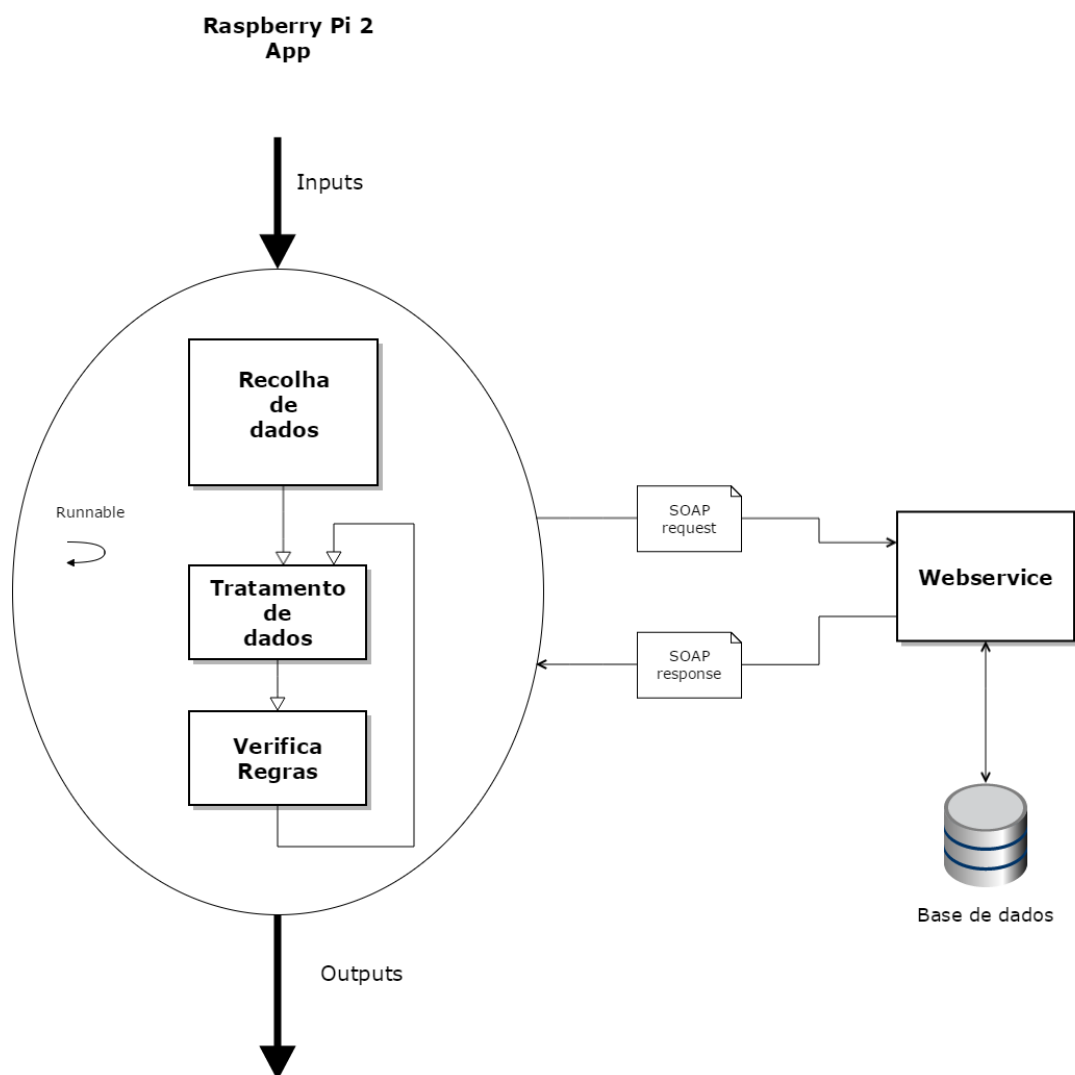 Raspberry Pi 2
App
Inputs
Recolha
de
dados
Runnable
Tratamento
de
dados
Verifica
Regras
SOAP
request
Webservice
SOAP
response
Base de dados
Outputs